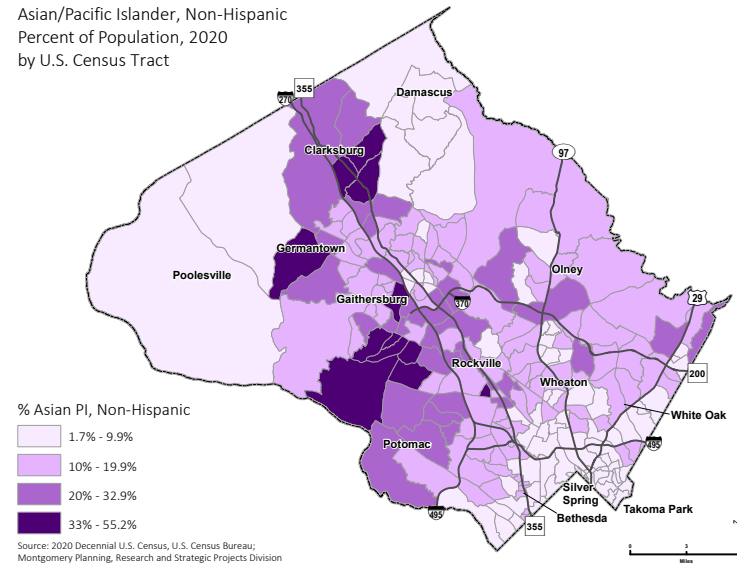 Asian/Pacific Islander, Non-Hispanic
Percent of Population, 2020
by U.S. Census Tract
355
270
Damascus
Clarksburg
97
Germantown
Olney
Poolesville
Gaithersburg
370
29
Rockville
200
Wheaton
White Oak
% Asian PI, Non-Hispanic
1.7% - 9.9%
10% - 19.9%
20% - 32.9%
33% - 55.2%
Potomac
495
Silver
Spring
Takoma Park
495
Bethesda
355
Source: 2020 Decennial U.S. Census, U.S. Census Bureau;
Montgomery Planning, Research and Strategic Projects Division
0 3
Miles